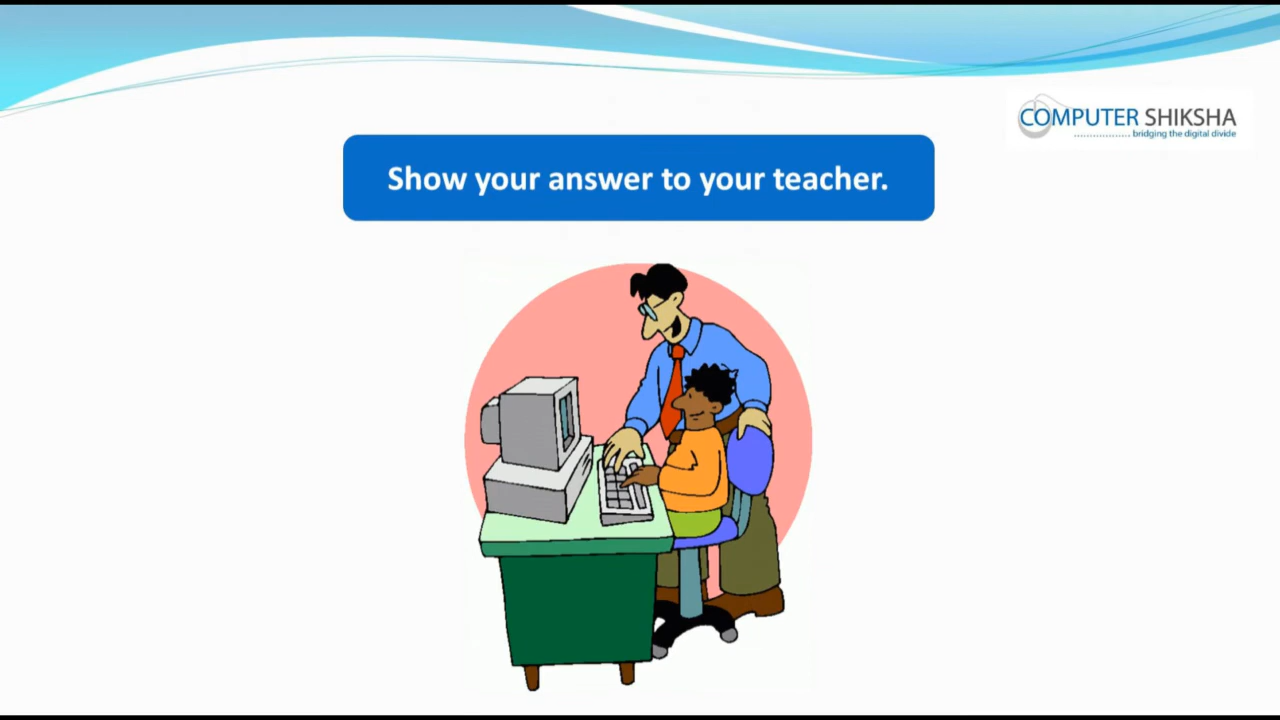 COMPUTER SHIKSHA
.................. bridging the digital divide
Show your answer to your teacher.